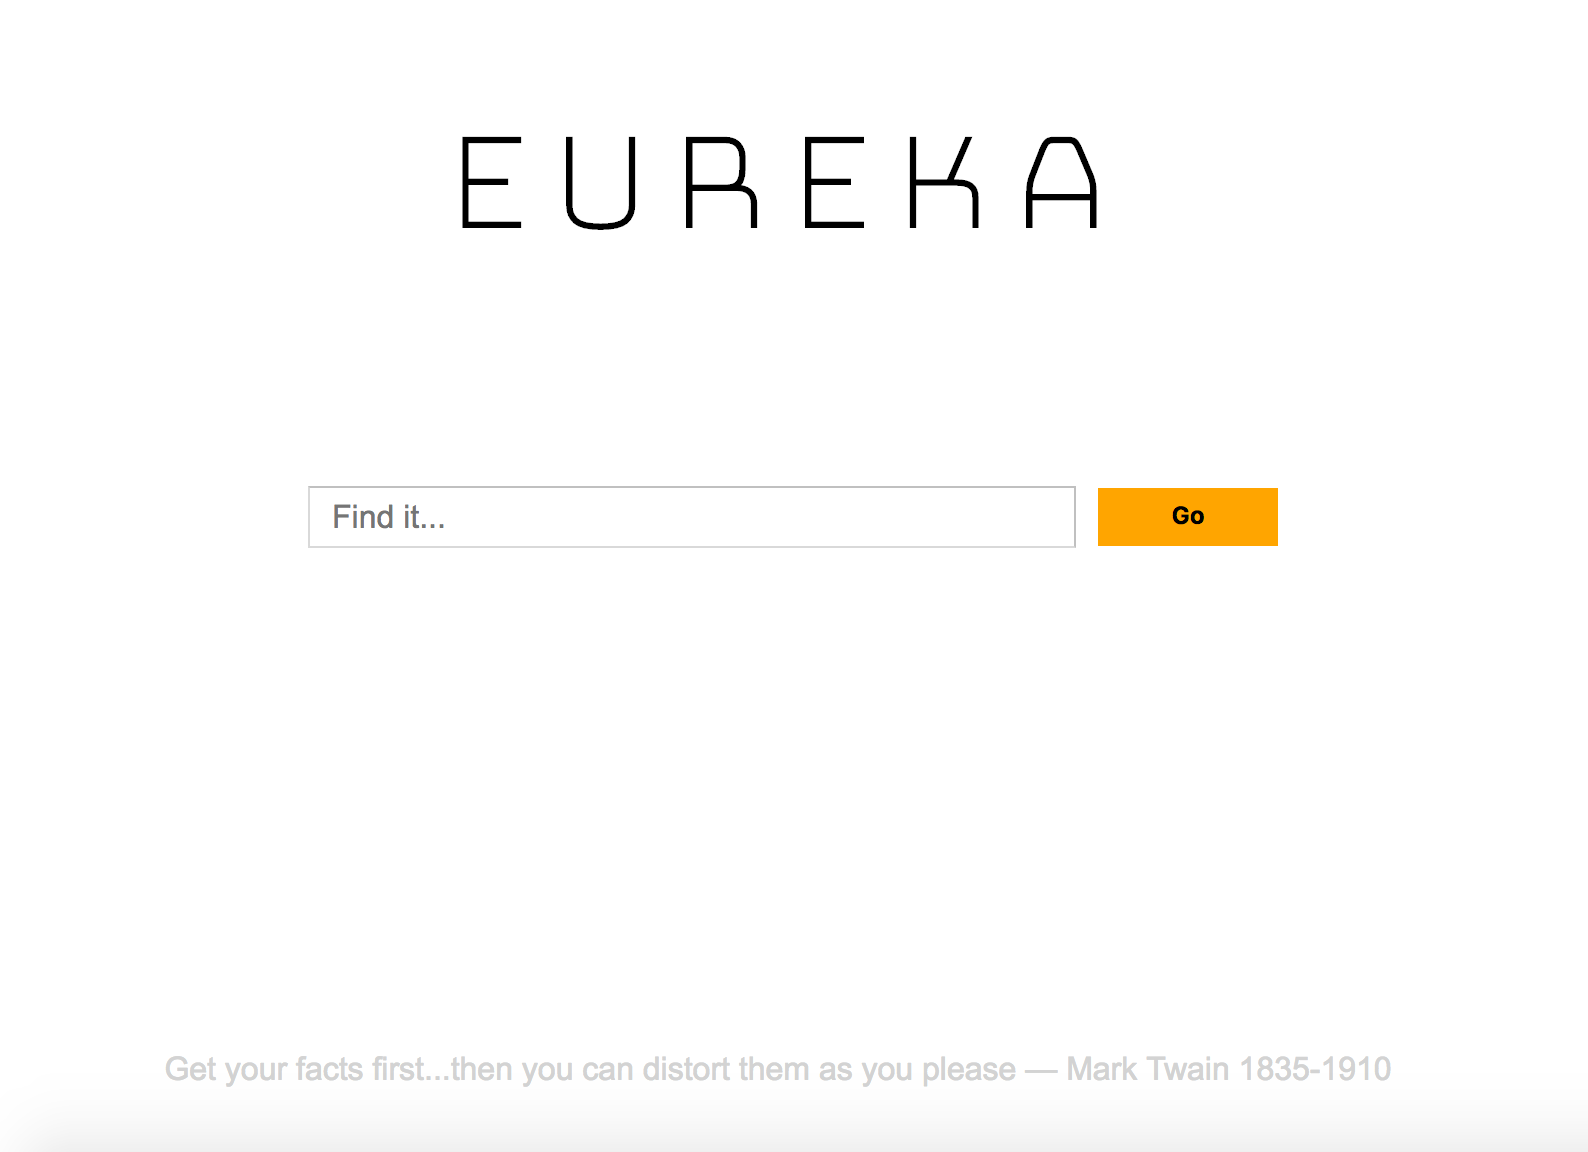 EUREKA
Find it...
Go
Get your facts first...then you can distort them as you please — Mark Twain 1835-1910